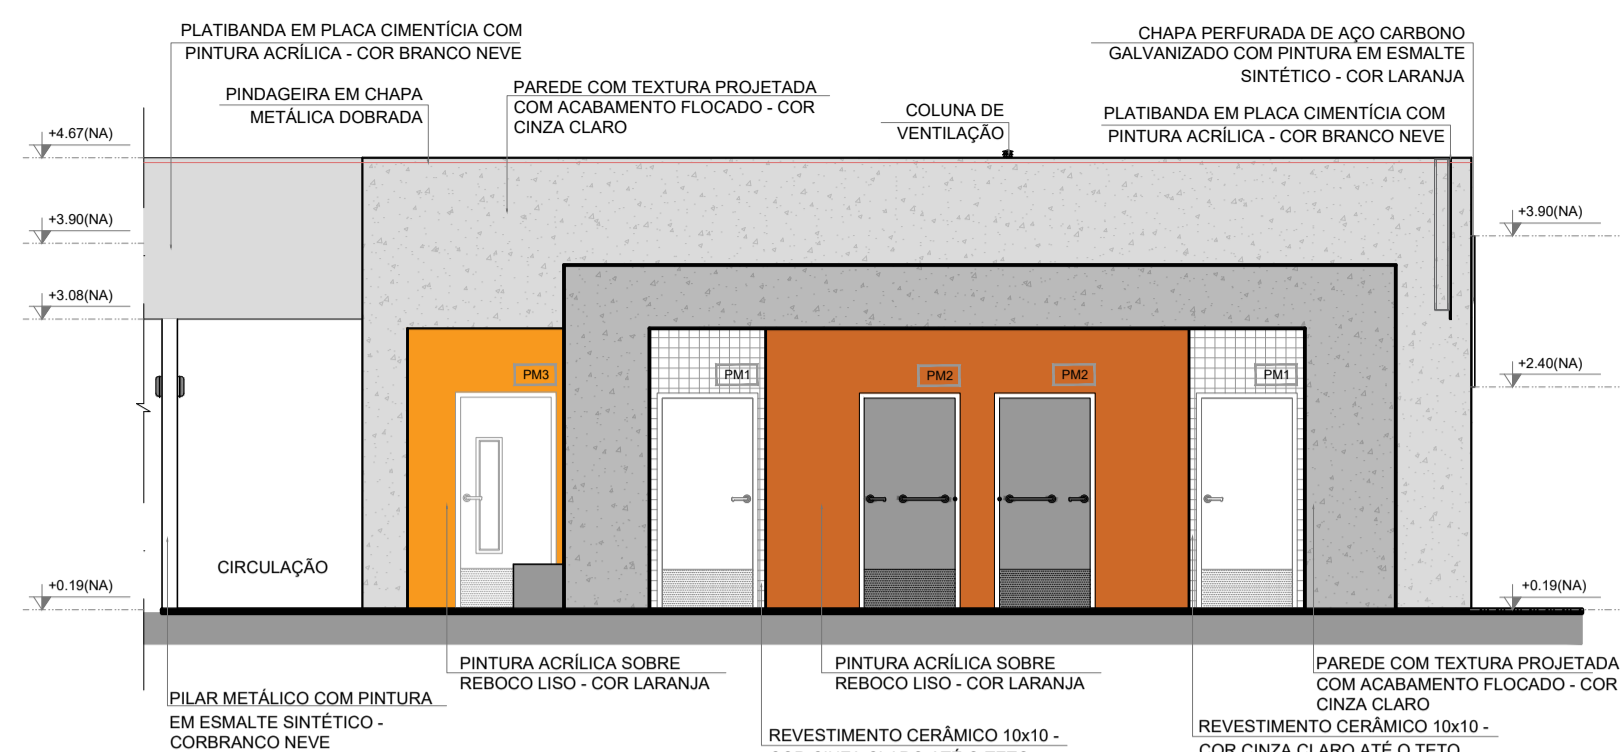 PLATIBANDA EM PLACA CIMENTÍCIA COM
PINTURA ACRÍLICA - COR BRANCO NEVE
PINDAGEIRA EM CHAPA
METÁLICA DOBRADA
PAREDE COM TEXTURA PROJETADA
COM ACABAMENTO FLOCADO - COR
CINZA CLARO
COLUNA DE
VENTILAÇÃO
CHAPA PERFURADA DE AÇO CARBONO
GALVANIZADO COM PINTURA EM ESMALTE
SINTÉTICO - COR LARANJA
PLATIBANDA EM PLACA CIMENTÍCIA COM
PINTURA ACRÍLICA - COR BRANCO NEVE
+4.67(NA)
+3.90(NA)
+3.08(NA)
+0.19(NA)
+3.90(NA)
+2.40(NA)
+0.19(NA)
PM3
PM1
PM2
PM2
PM1
CIRCULAÇÃO
PILAR METÁLICO COM PINTURA
EM ESMALTE SINTÉTICO -
CORBRANCO NEVE
PINTURA ACRÍLICA SOBRE
REBOCO LISO - COR LARANJA
REVESTIMENTO CERÂMICO 10x10 -
COR CINZA CLARO ATÉ O TETO
PINTURA ACRÍLICA SOBRE
REBOCO LISO - COR LARANJA
REVESTIMENTO CERÂMICO 10x10 -
COR CINZA CLARO ATÉ O TETO
PAREDE COM TEXTURA PROJETADA
COM ACABAMENTO FLOCADO - COR
CINZA CLARO